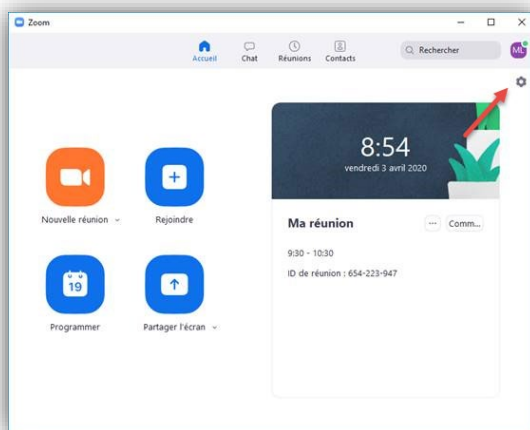 Zoom
Accueil
Chat
Réunions
Contacts
Rechercher
ML
8:54
vendredi 3 avril 2020
Nouvelle réunion
Rejoindre
Ma réunion
... Comm...
9:30 - 10:30
ID de réunion : 654-223-947
19
Programmer
Partager l'écran